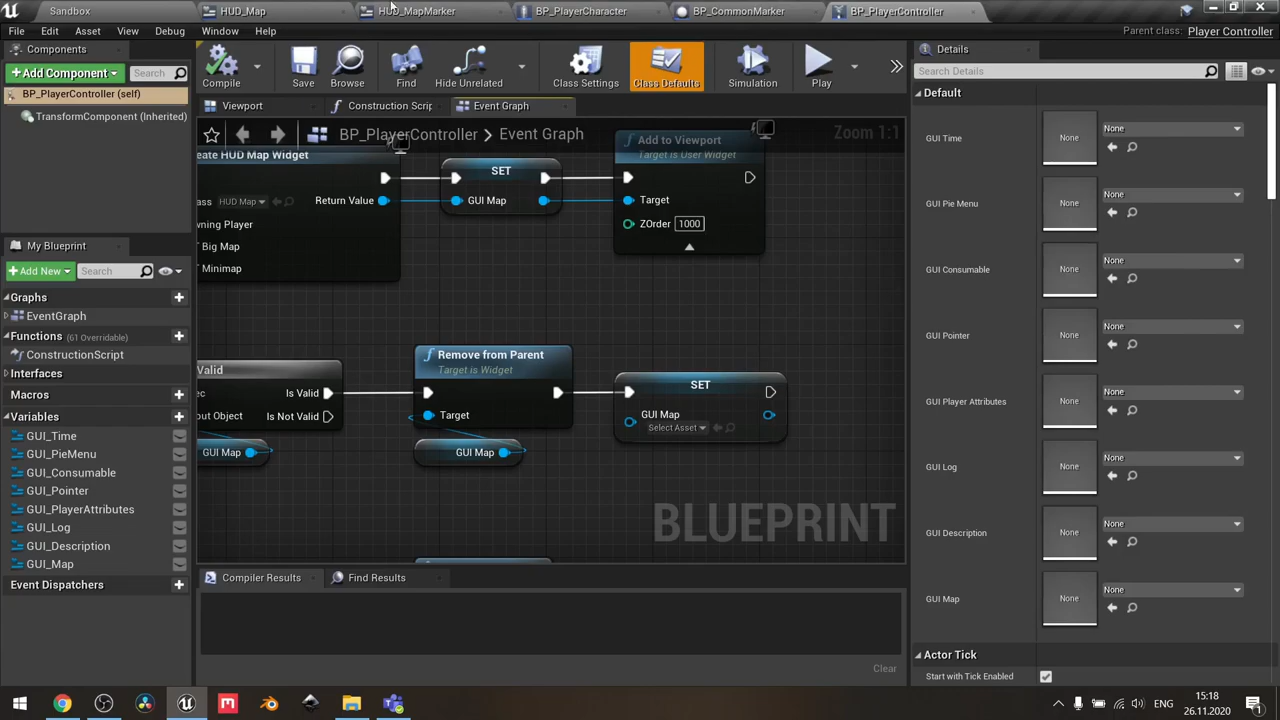 Sandbox
HUD_Map
HUD_MapMarker
BP_PlayerCharacter
BP_CommonMarker
BP_PlayerController
File
Edit
Asset
View
Debug
Window
Help
Parent class: Player Controller
Components
+Add Component
Search
BP_PlayerController (self)
TransformComponent (Inherited)
Compile
Save
Browse
Find
Hide Unrelated
Class Settings
Class Defaults
Simulation
Play
Viewport
Construction Scrip
Event Graph
BP_PlayerController
Event Graph
Zoom 1:1
eate HUD Map Widget
ass
HUD Map
Return Value
wning Player
Big Map
Minimap
SET
GUI Map
Add to Viewport
Target is User Widget
Target
ZOrder
1000
Valid
Is Valid
put Object
Is Not Valid
GUI Map
Remove from Parent
Target is Widget
Target
GUI Map
SET
GUI Map
Select Asset
BLUEPRINT
My Blueprint
+Add New
Search
Graphs
EventGraph
Functions (61 Overridable)
ConstructionScript
Interfaces
Macros
Variables
GUI_Time
GUI_PieMenu
GUI_Consumable
GUI_Pointer
GUI_PlayerAttributes
GUI_Log
GUI_Description
GUI_Map
Event Dispatchers
Compiler Results
Find Results
Clear
Details
Search Details
Default
GUI Time
None
None
GUI Pie Menu
None
None
GUI Consumable
None
None
GUI Pointer
None
None
GUI Player Attributes
None
None
GUI Log
None
None
GUI Description
None
None
GUI Map
None
None
Actor Tick
Start with Tick Enabled
ENG
15:18
26.11.2020